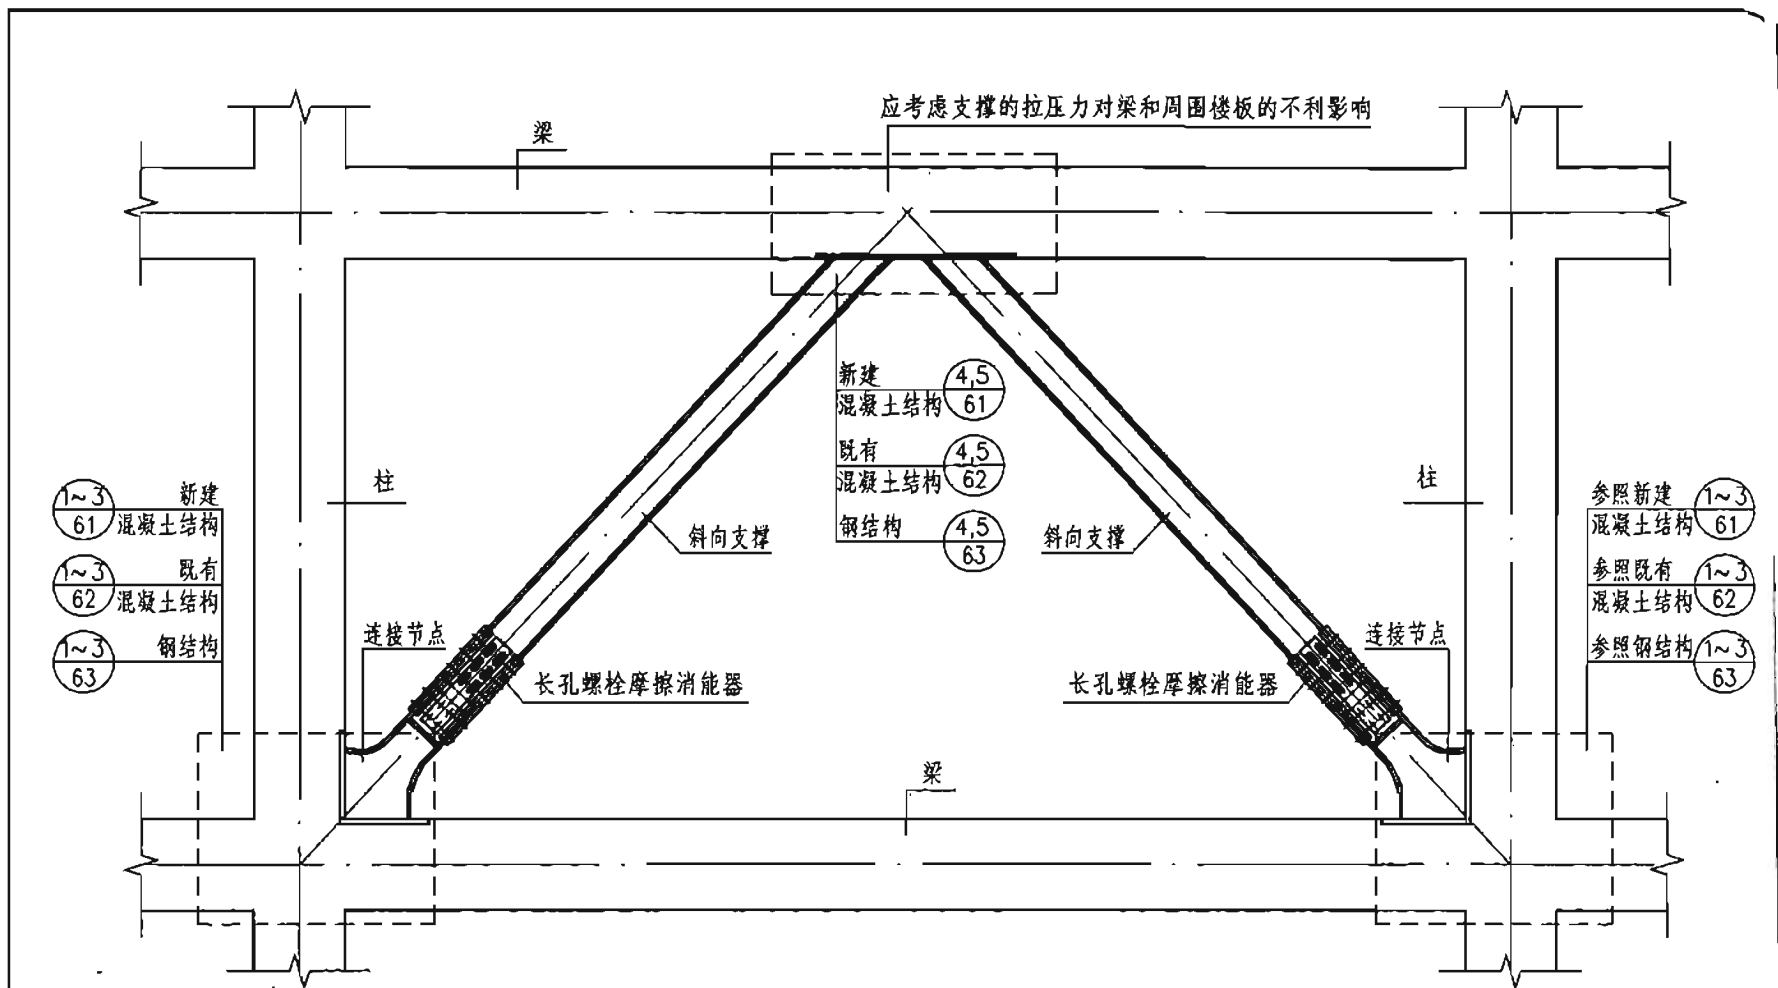 应考虑支撑的拉压力对梁和周围楼板的不利影响
梁
新建
混凝土结构
4,5
61
既有
混凝土结构
4,5
62
钢结构
4,5
63
柱
柱
1~3
61
新建
混凝土结构
1~3
62
既有
混凝土结构
1~3
63
钢结构
参照新建
混凝土结构
1~3
61
参照既有
混凝土结构
1~3
62
参照钢结构
1~3
63
斜向支撑
斜向支撑
连接节点
连接节点
长孔螺栓摩擦消能器
长孔螺栓摩擦消能器
梁